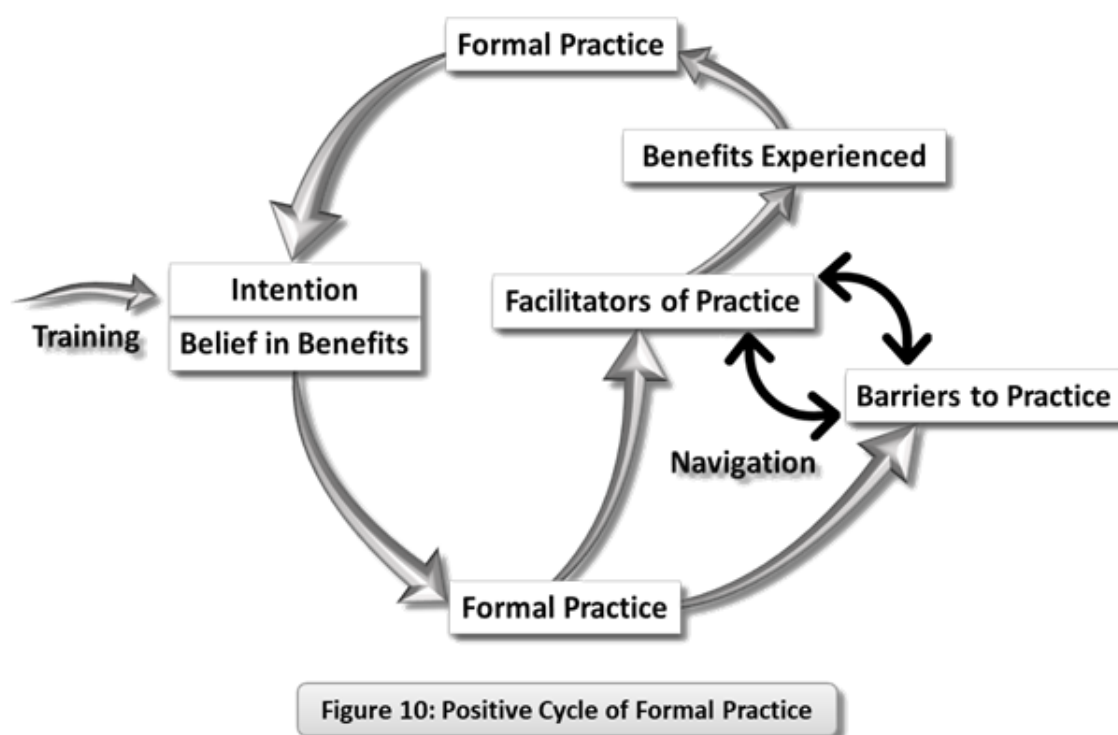 Formal Practice
Benefits Experienced
Intention
Facilitators of Practice
Training
Belief in Benefits
Barriers to Practice
Navigation
Formal Practice
Figure 10: Positive Cycle of Formal Practice